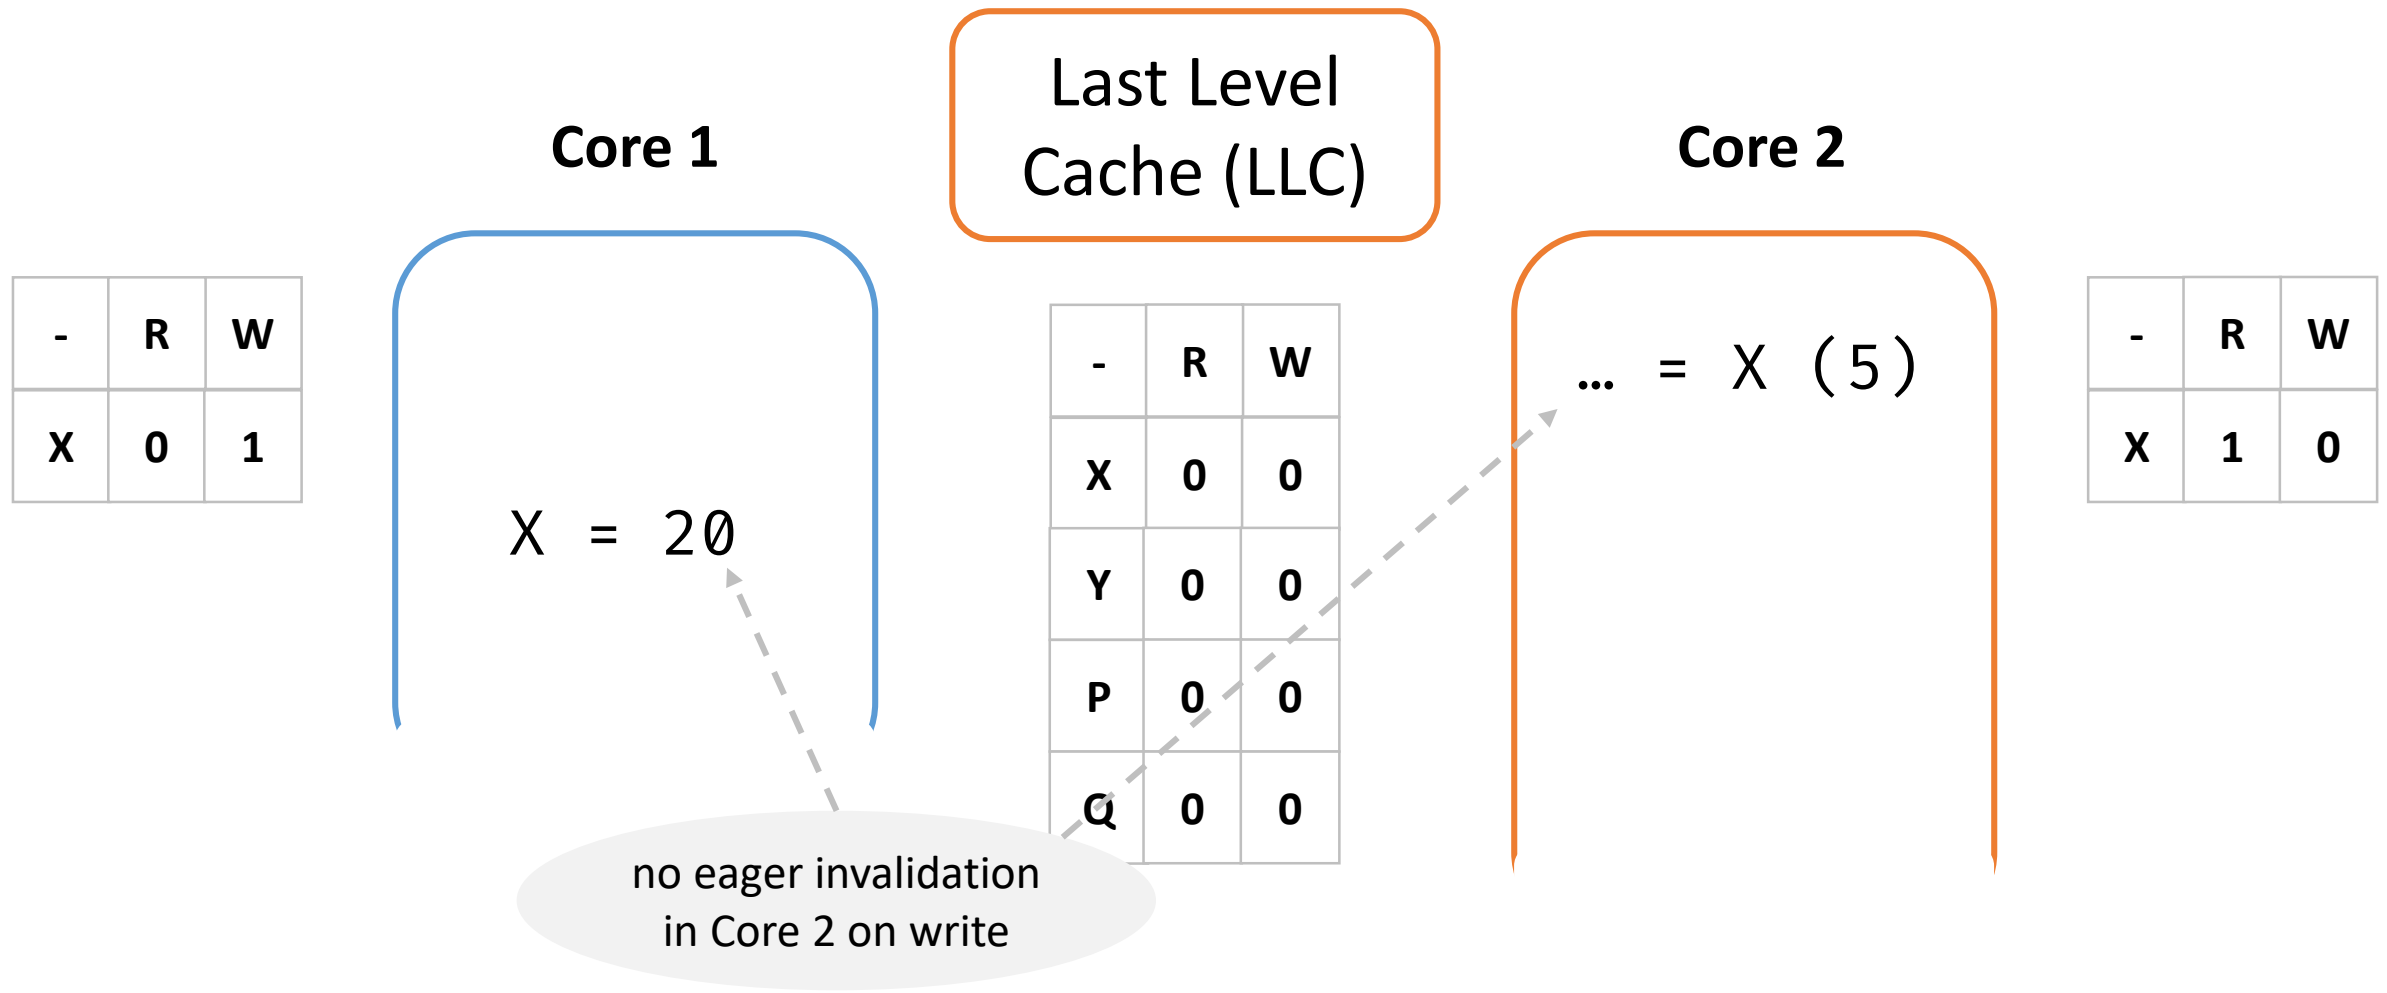 Last Level
Cache (LLC)
Core 1
Core 2
- R W
X 0 1
X = 20
- R W
X 0 0
Y 0 0
P 0 0
Q 0 0
… = X (5)
- R W
X 1 0
no eager invalidation
in Core 2 on write